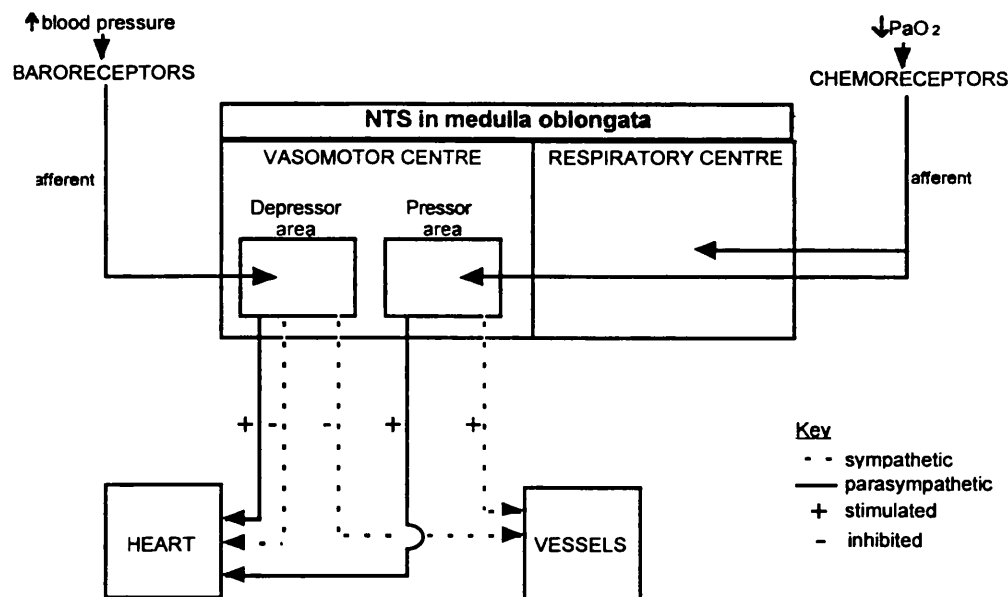 ↑blood pressure
BARORECEPTORS
↓PaO₂
CHEMORECEPTORS
NTS in medulla oblongata
VASOMOTOR CENTRE
RESPIRATORY CENTRE
afferent
afferent
Depressor
area
Pressor
area
+
-
-
+
+
HEART
VESSELS
Key
- - - sympathetic
parasympathetic
+ stimulated
- inhibited